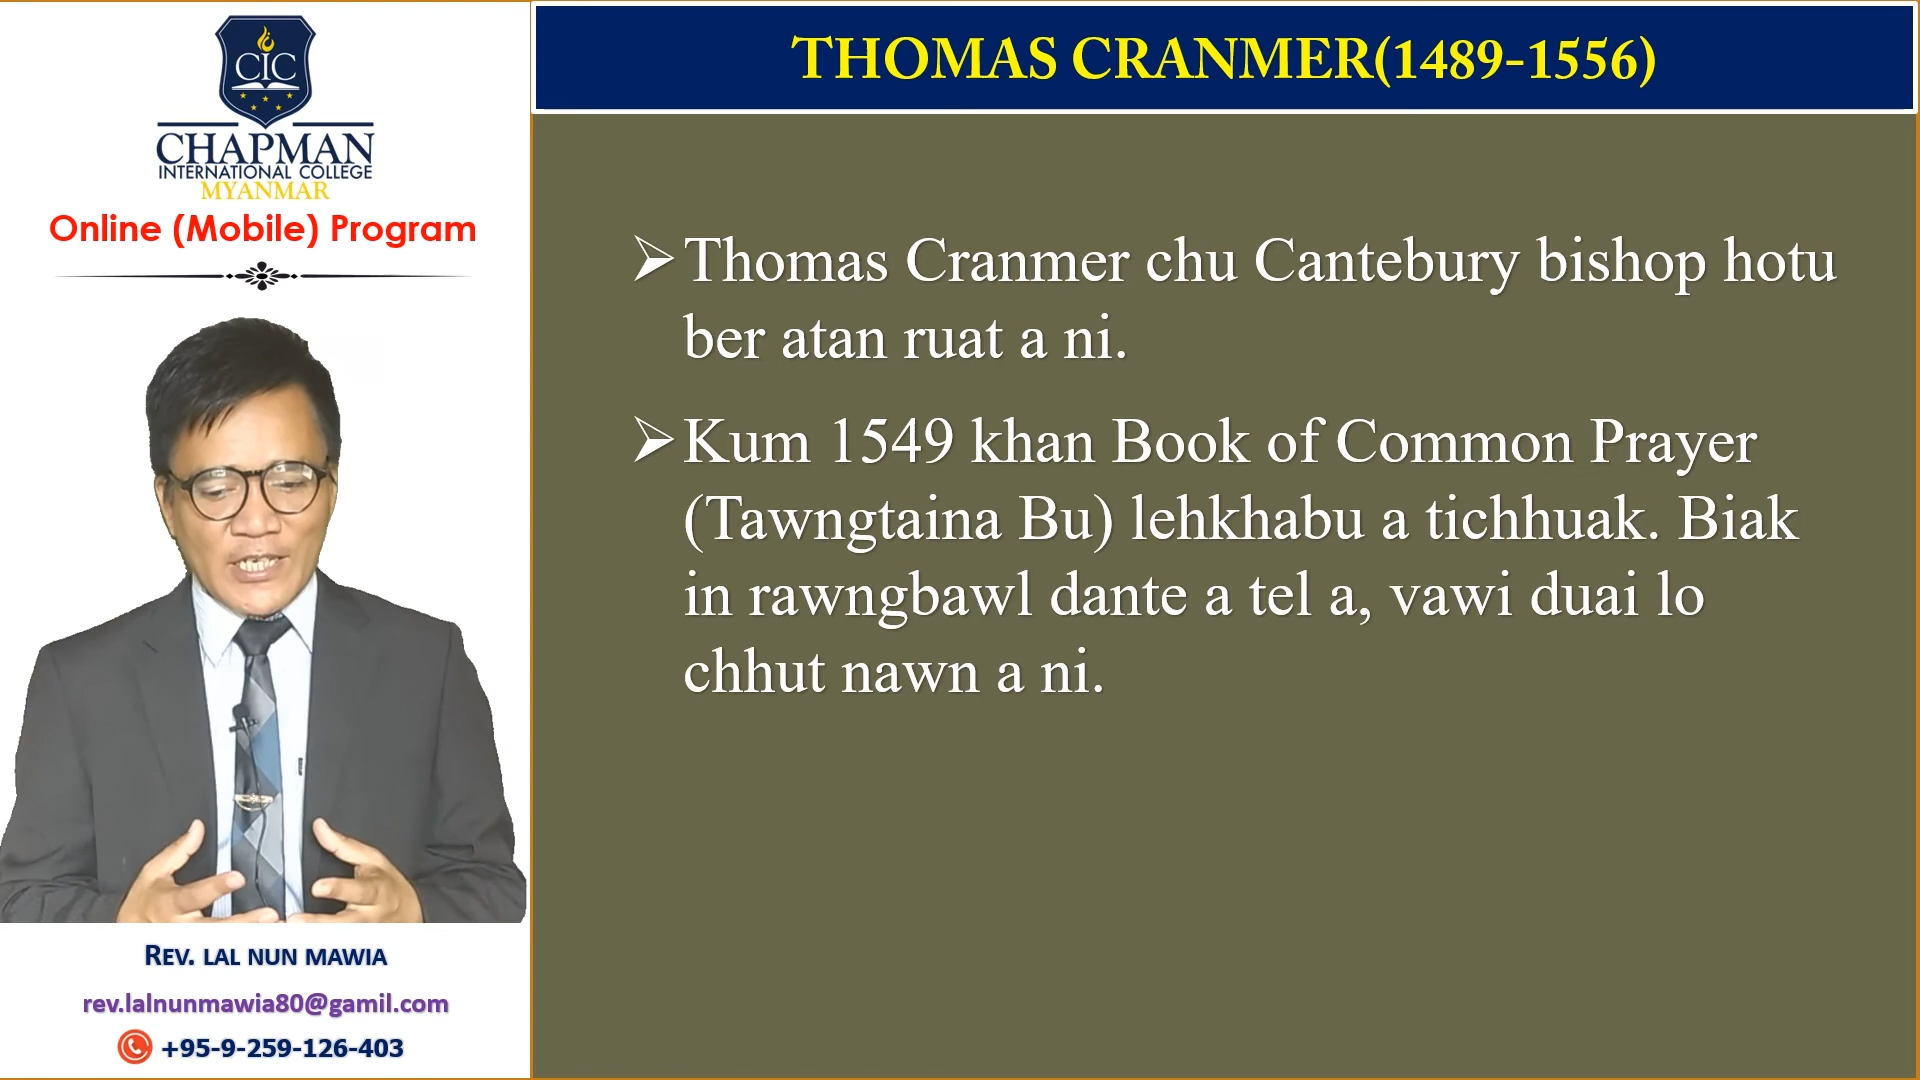 CIC
CHAPMAN
INTERNATIONAL COLLEGE
MYANMAR
Online (Mobile) Program
REV. LAL NUN MAWIA
rev.lalnunmawia80@gamil.com
+95-9-259-126-403
THOMAS CRANMER(1489-1556)
Thomas Cranmer chu Cantebury bishop hotu
ber atan ruat a ni.
Kum 1549 khan Book of Common Prayer
(Tawngtaina Bu) lehkhabu a tichhuak. Biak
in rawngbawl dante a tel a, vawi duai lo
chhut nawn a ni.